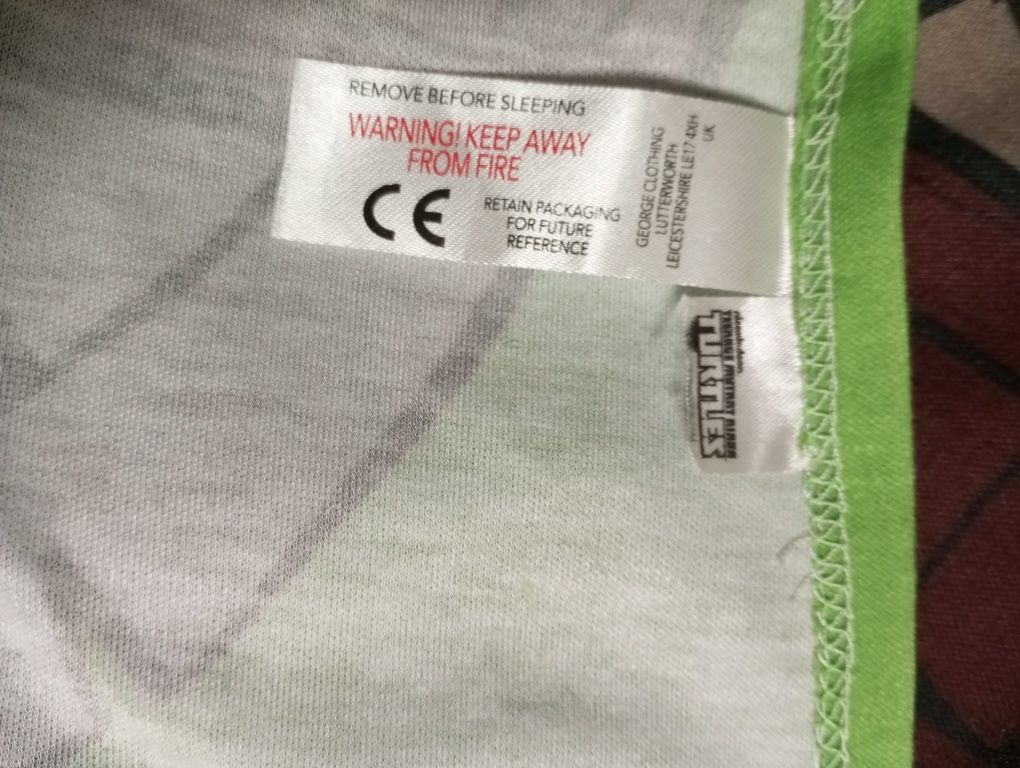 REMOVE BEFORE SLEEPING
WARNING! KEEP AWAY
FROM FIRE
CE
RETAIN PACKAGING
FOR FUTURE
REFERENCE
GEORGE CLOTHING
LUTTERWORTH
LEICESTERSHIRE LE17 4XH
UK
nickelodeon
TEENAGE MUTANT NINJA
TURTLES